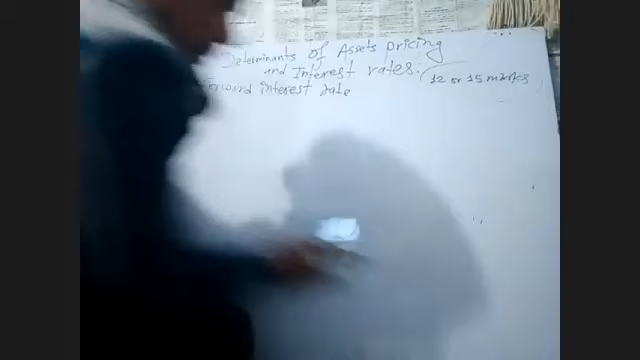 Determinants of Assets pricing
and Interest rates. (12 or 15 marks)
Forward interest rate